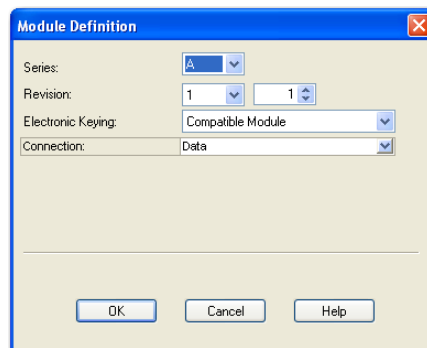 Module Definition
Series: A
Revision: 1 1
Electronic Keying: Compatible Module
Connection: Data
OK Cancel Help